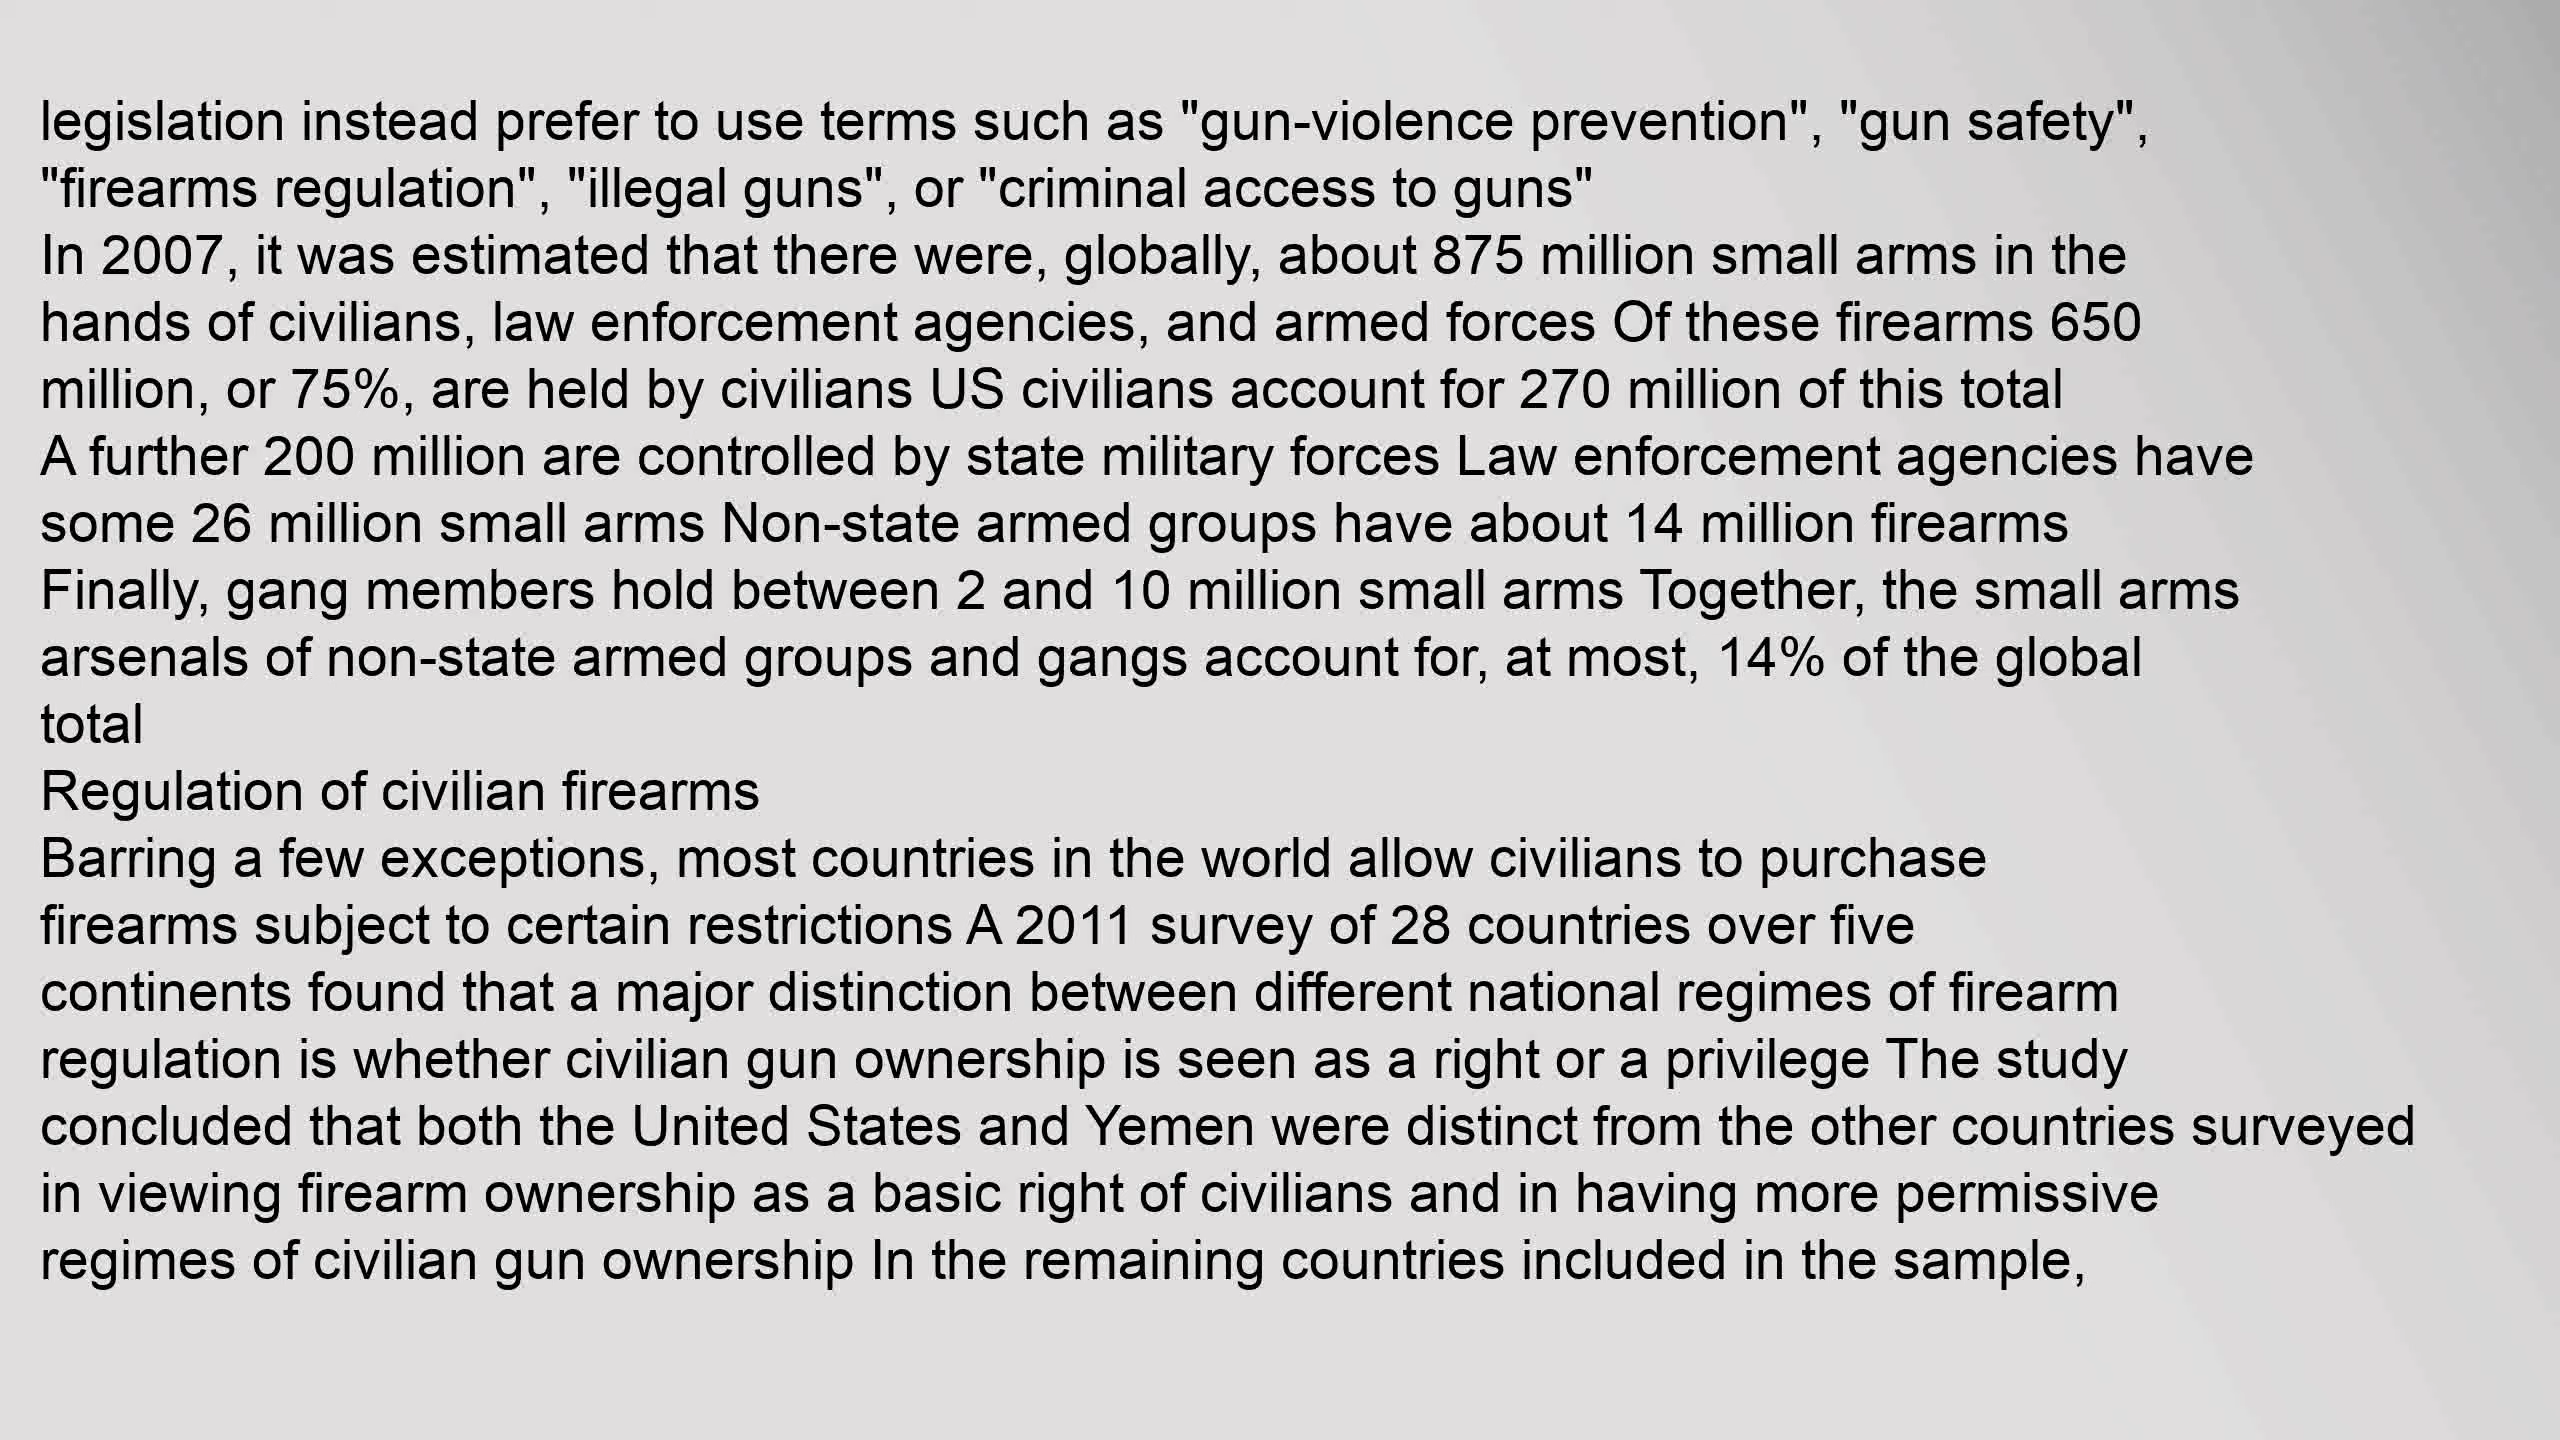 legislation instead prefer to use terms such as "gun-violence prevention", "gun safety",
"firearms regulation", "illegal guns", or "criminal access to guns"
In 2007, it was estimated that there were, globally, about 875 million small arms in the
hands of civilians, law enforcement agencies, and armed forces Of these firearms 650
million, or 75%, are held by civilians US civilians account for 270 million of this total
A further 200 million are controlled by state military forces Law enforcement agencies have
some 26 million small arms Non-state armed groups have about 14 million firearms
Finally, gang members hold between 2 and 10 million small arms Together, the small arms
arsenals of non-state armed groups and gangs account for, at most, 14% of the global
total
Regulation of civilian firearms
Barring a few exceptions, most countries in the world allow civilians to purchase
firearms subject to certain restrictions A 2011 survey of 28 countries over five
continents found that a major distinction between different national regimes of firearm
regulation is whether civilian gun ownership is seen as a right or a privilege The study
concluded that both the United States and Yemen were distinct from the other countries surveyed
in viewing firearm ownership as a basic right of civilians and in having more permissive
regimes of civilian gun ownership In the remaining countries included in the sample,